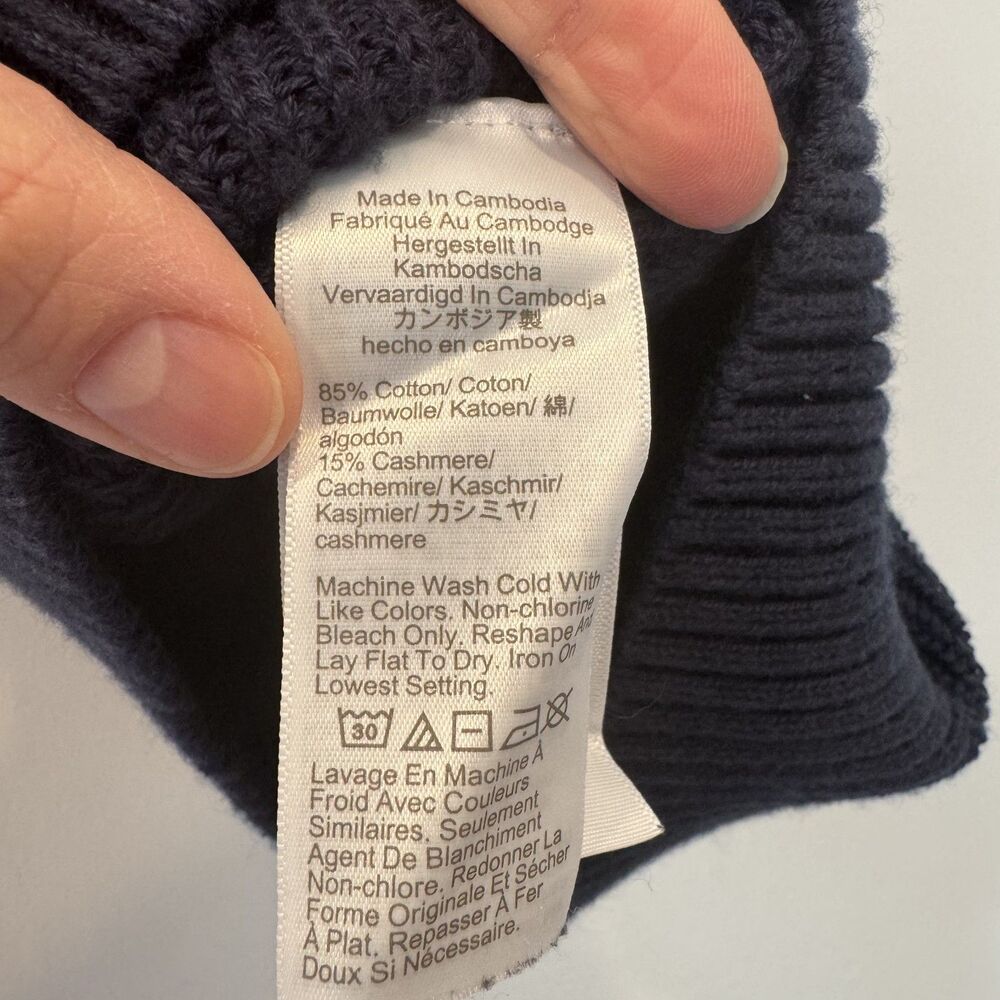 Made In Cambodia
Fabriqué Au Cambodge
Hergestellt In
Kambodscha
Vervaardigd In Cambodja
カンボジア製
hecho en camboya
85% Cotton/ Coton/
Baumwolle/ Katoen/ 綿/
algodón
15% Cashmere/
Cachemire/ Kaschmir/
Kasjmier/ カシミヤ/
cashmere
Machine Wash Cold With
Like Colors. Non-chlorine
Bleach Only. Reshape And
Lay Flat To Dry. Iron On
Lowest Setting.
30
Lavage En Machine À
Froid Avec Couleurs
Similaires. Seulement
Agent De Blanchiment
Non-chlore. Redonner La
Forme Originale Et Sécher
À Plat. Repasser À Fer
Doux Si Nécessaire.